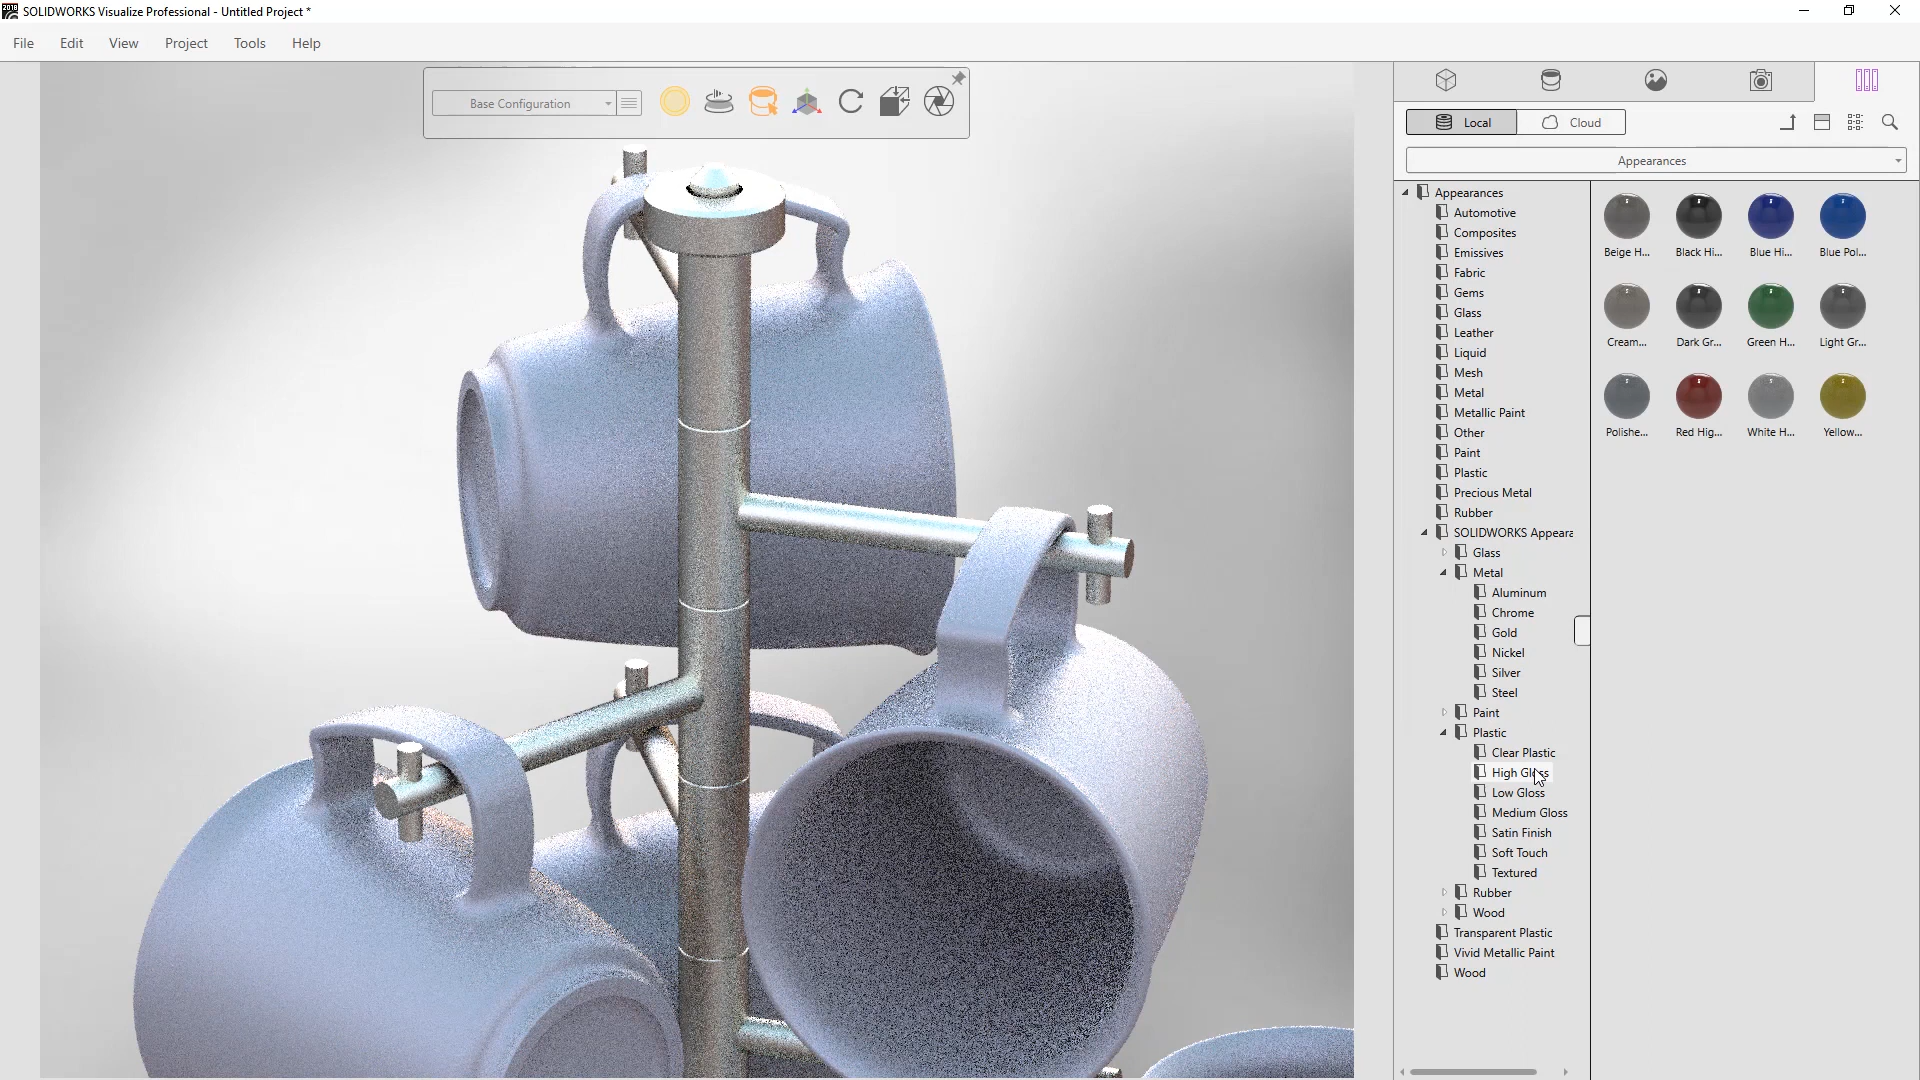 SOLIDWORKS Visualize Professional - Untitled Project *
File Edit View Project Tools Help
Base Configuration
Local Cloud
Appearances
Appearances
Automotive
Composites
Emissives
Fabric
Gems
Glass
Leather
Liquid
Mesh
Metal
Metallic Paint
Other
Paint
Plastic
Precious Metal
Rubber
SOLIDWORKS Appeara
Glass
Metal
Aluminum
Chrome
Gold
Nickel
Silver
Steel
Paint
Plastic
Clear Plastic
High Gloss
Low Gloss
Medium Gloss
Satin Finish
Soft Touch
Textured
Rubber
Wood
Transparent Plastic
Vivid Metallic Paint
Wood
Beige H... Black Hi... Blue Hi... Blue Pol...
Cream... Dark Gr... Green H... Light Gr...
Polishe... Red Hig... White H... Yellow...